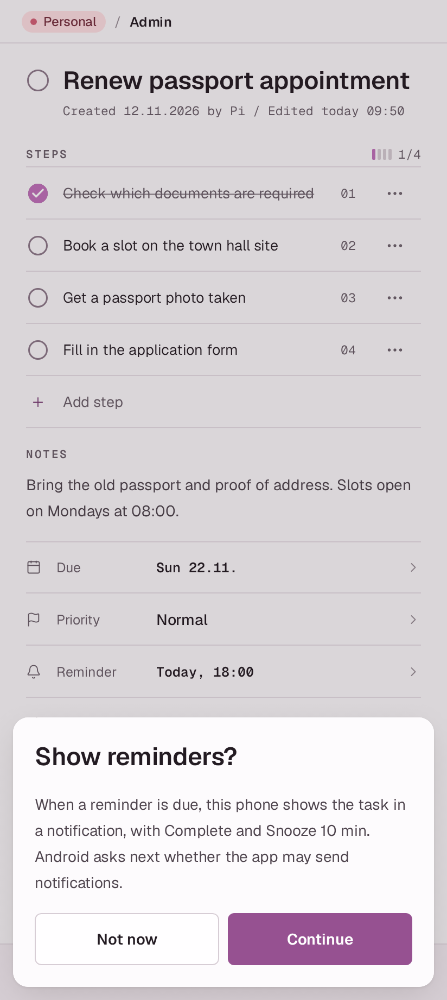 Personal / Admin
Renew passport appointment
Created 12.11.2026 by Pi / Edited today 09:50
STEPS 1/4
Check which documents are required 01
Book a slot on the town hall site 02
Get a passport photo taken 03
Fill in the application form 04
+ Add step
NOTES
Bring the old passport and proof of address. Slots open
on Mondays at 08:00.
Due Sun 22.11.
Priority Normal
Reminder Today, 18:00
Show reminders?
When a reminder is due, this phone shows the task in
a notification, with Complete and Snooze 10 min.
Android asks next whether the app may send
notifications.
Not now Continue